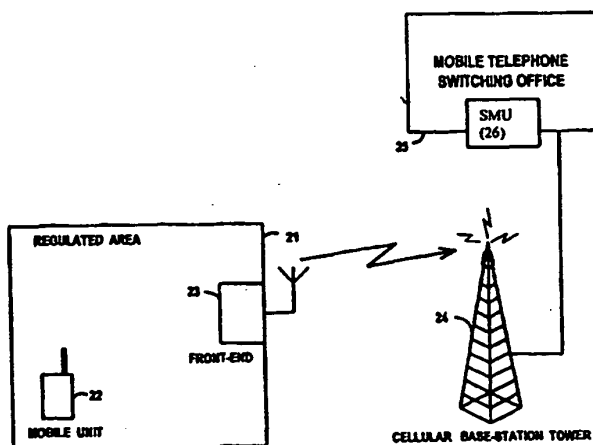 MOBILE TELEPHONE
SWITCHING OFFICE
SMU
(26)
25
REGULATED AREA
21
23
FRONT-END
24
22
MOBILE UNIT
CELLULAR BASE-STATION TOWER